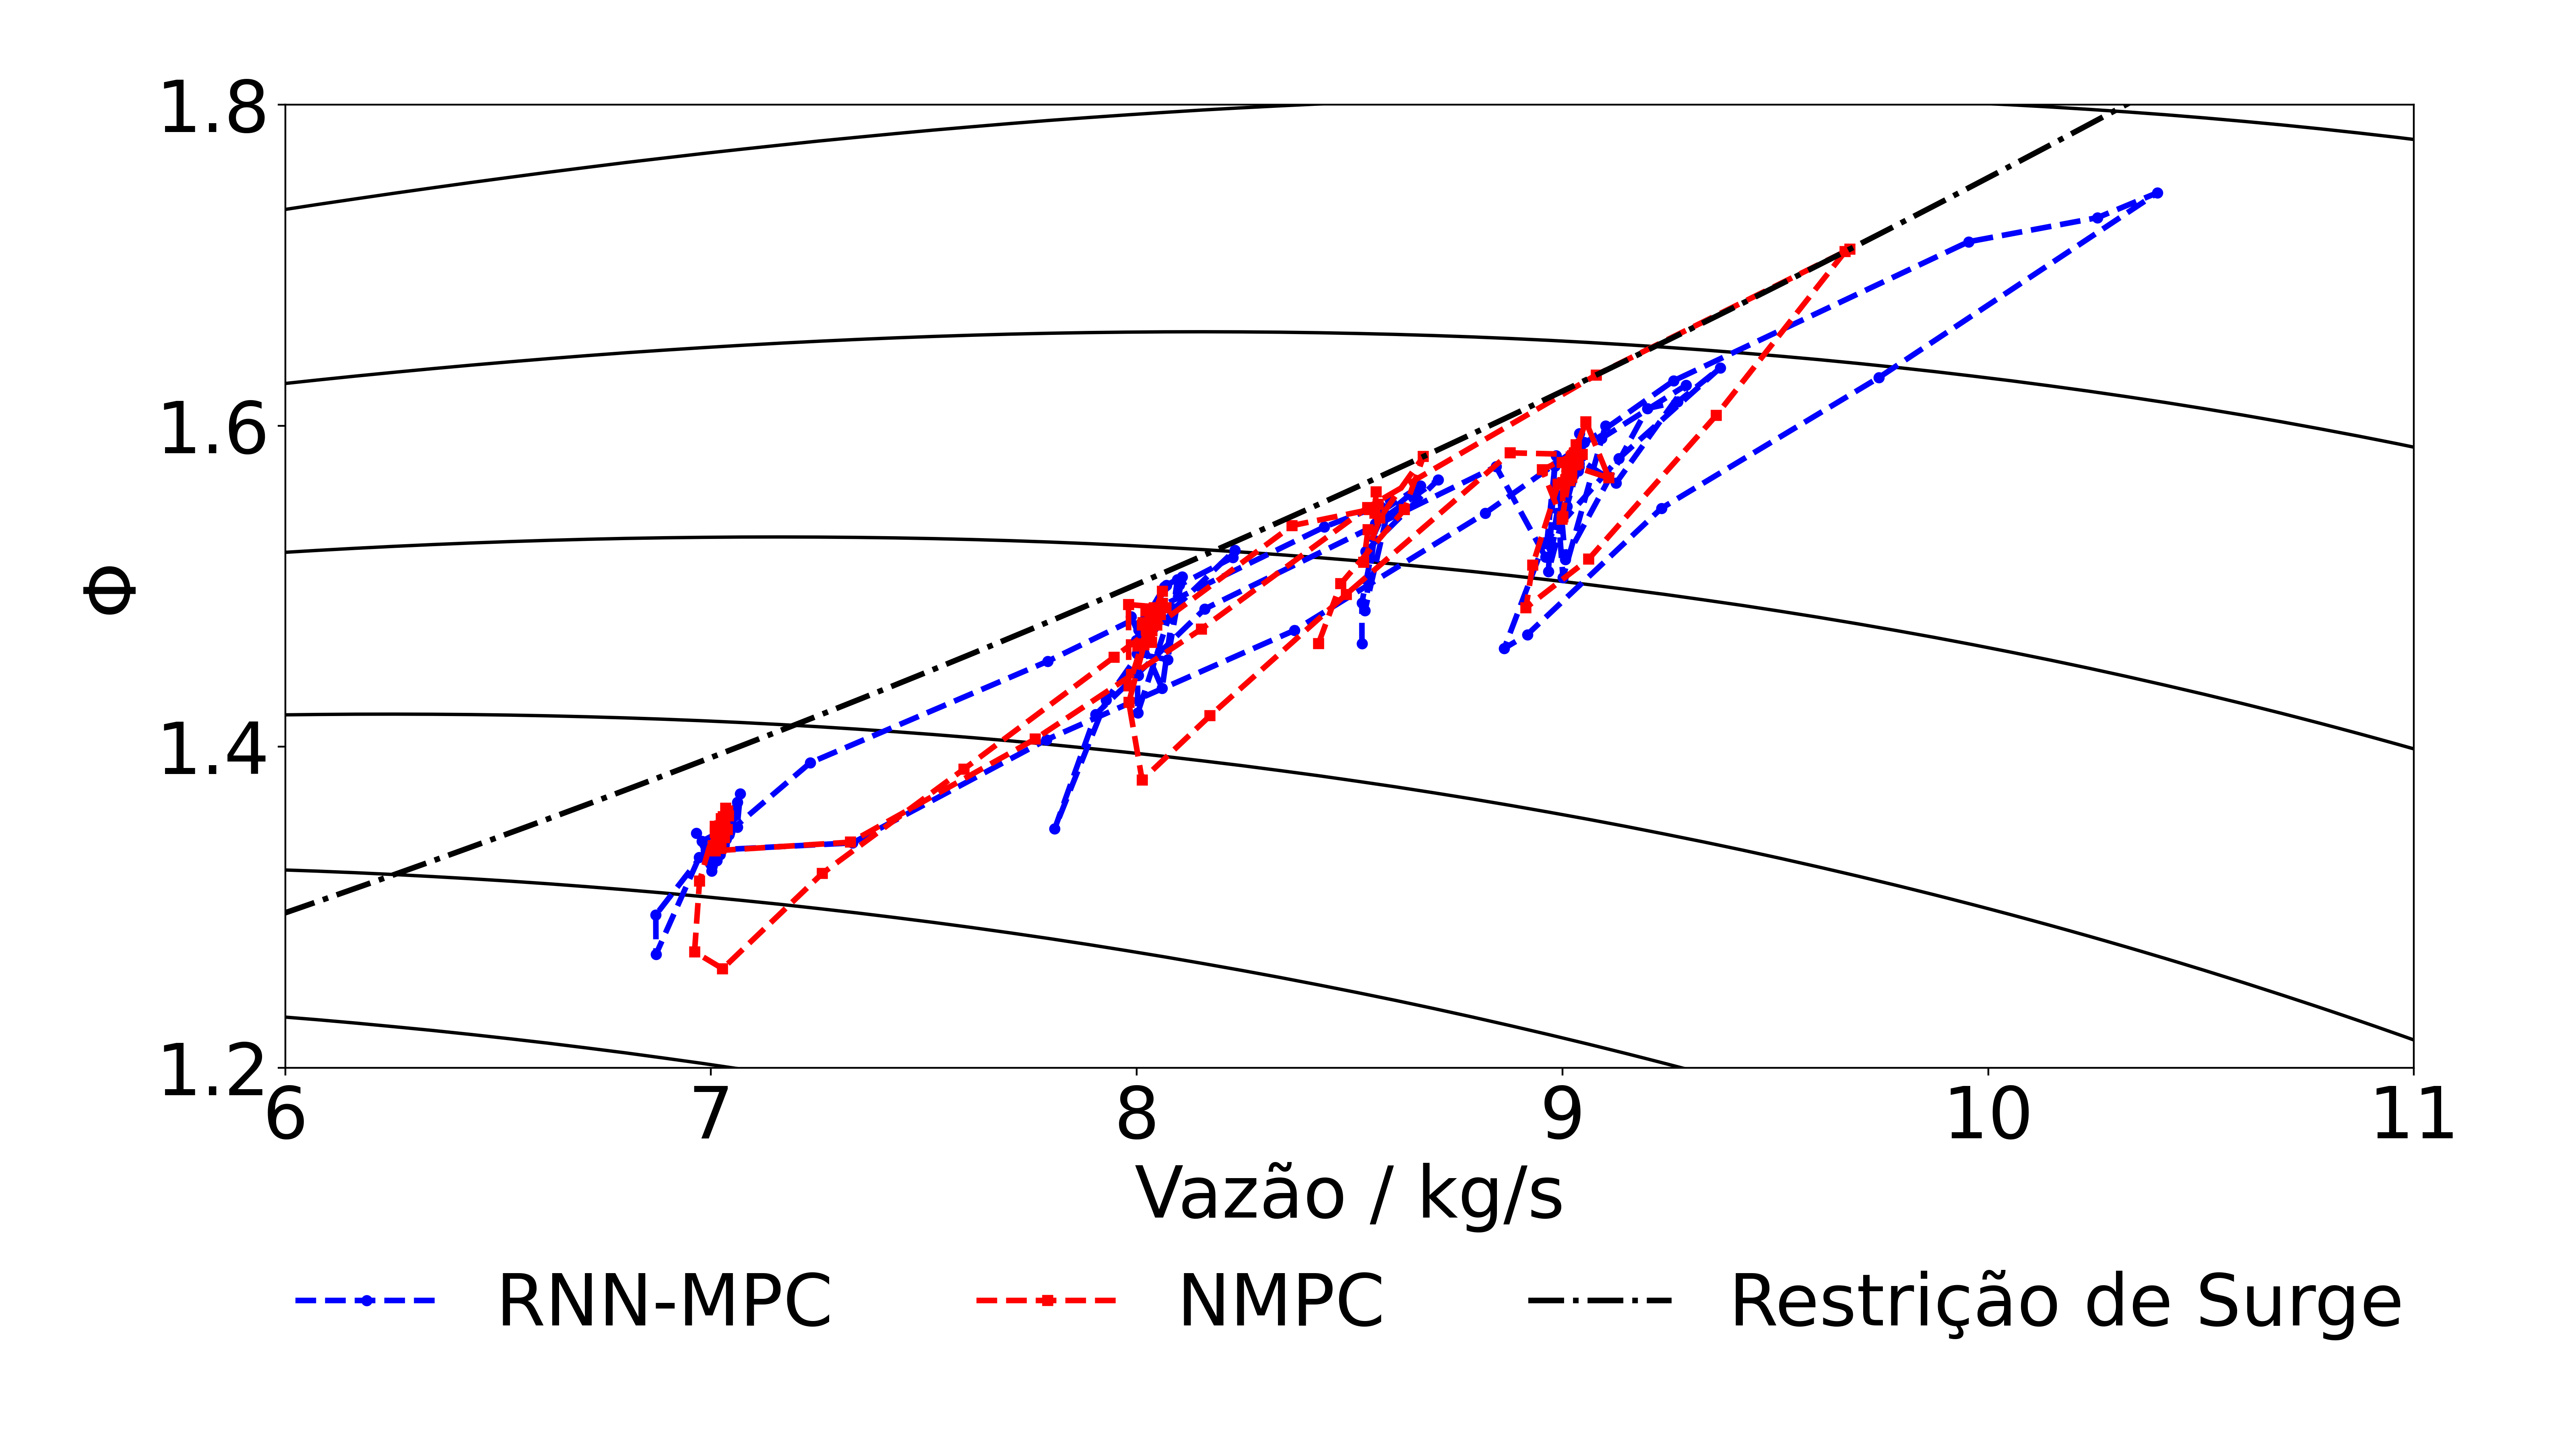 1.8
1.6
1.4
1.2
Φ
6 7 8 9 10 11
Vazão / kg/s
RNN-MPC NMPC Restrição de Surge